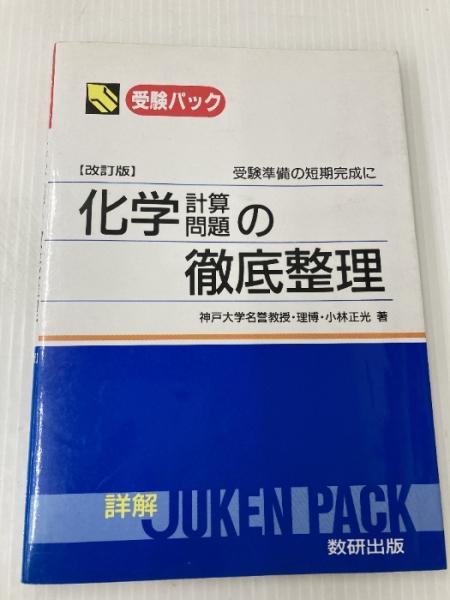 受験パック
【改訂版】 受験準備の短期完成に
化学計算問題の
徹底整理
神戸大学名誉教授・理博・小林正光 著
詳解 JUKEN PACK
数研出版